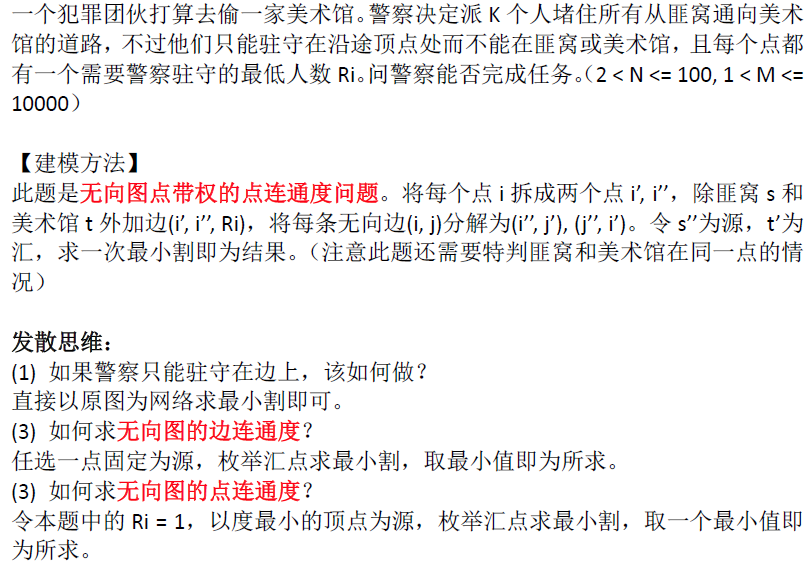 一个犯罪团伙打算去偷一家美术馆。警察决定派 K 个人堵住所有从匪窝通向美术
馆的道路，不过他们只能驻守在沿途顶点处而不能在匪窝或美术馆，且每个点都
有一个需要警察驻守的最低人数 Ri。问警察能否完成任务。（2 < N <= 100, 1 < M <=
10000）
【建模方法】
此题是无向图点带权的点连通度问题。将每个点 i 拆成两个点 i’, i’’，除匪窝 s 和
美术馆 t 外加边(i’, i’’, Ri)，将每条无向边(i, j)分解为(i’’, j’), (j’’, i’)。令 s’’为源，t’为
汇，求一次最小割即为结果。（注意此题还需要特判匪窝和美术馆在同一点的情
况）
发散思维：
(1) 如果警察只能驻守在边上，该如何做？
直接以原图为网络求最小割即可。
(3) 如何求无向图的边连通度？
任选一点固定为源，枚举汇点求最小割，取最小值即为所求。
(3) 如何求无向图的点连通度？
令本题中的 Ri = 1，以度最小的顶点为源，枚举汇点求最小割，取一个最小值即
为所求。